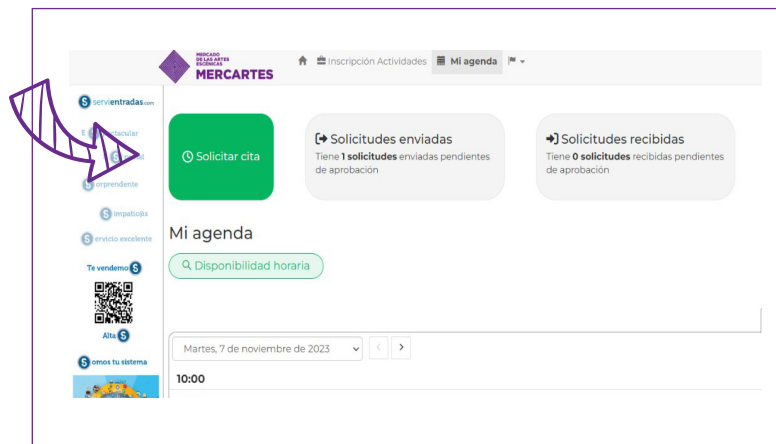 MERCADO
DE LAS ARTES
ESCÉNICAS
MERCARTES
Inscripción Actividades
Mi agenda
servientradas.com
S orprendente
S impátic@s
S ervicio excelente
Te vendemo S
Alta S
S omos tu sistema
Solicitar cita
Solicitudes enviadas
Tiene 1 solicitudes enviadas pendientes
de aprobación
Solicitudes recibidas
Tiene 0 solicitudes recibidas pendientes
de aprobación
Mi agenda
Disponibilidad horaria
Martes, 7 de noviembre de 2023
10:00